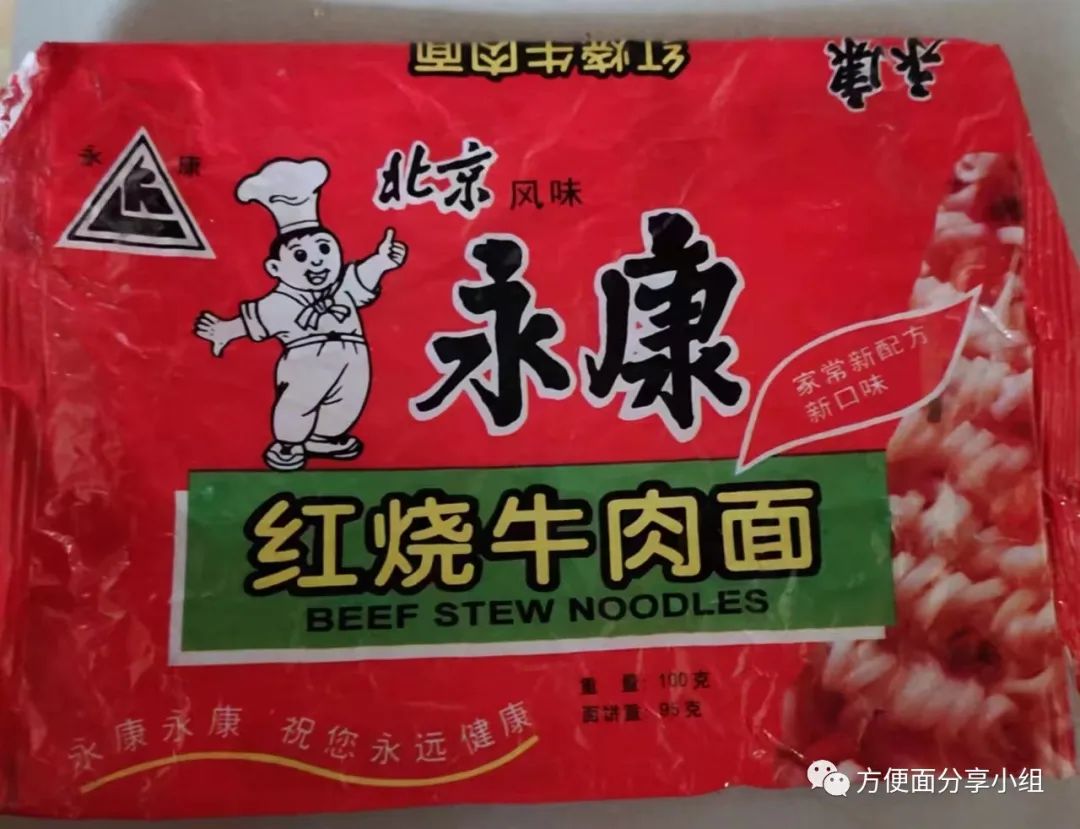 红烧牛肉面
永康
永 康
北京 风味
永康
家常新配方
新口味
红烧牛肉面
BEEF STEW NOODLES
重 量: 100克
面饼量: 95克
永康永康 祝您永远健康
方便面分享小组